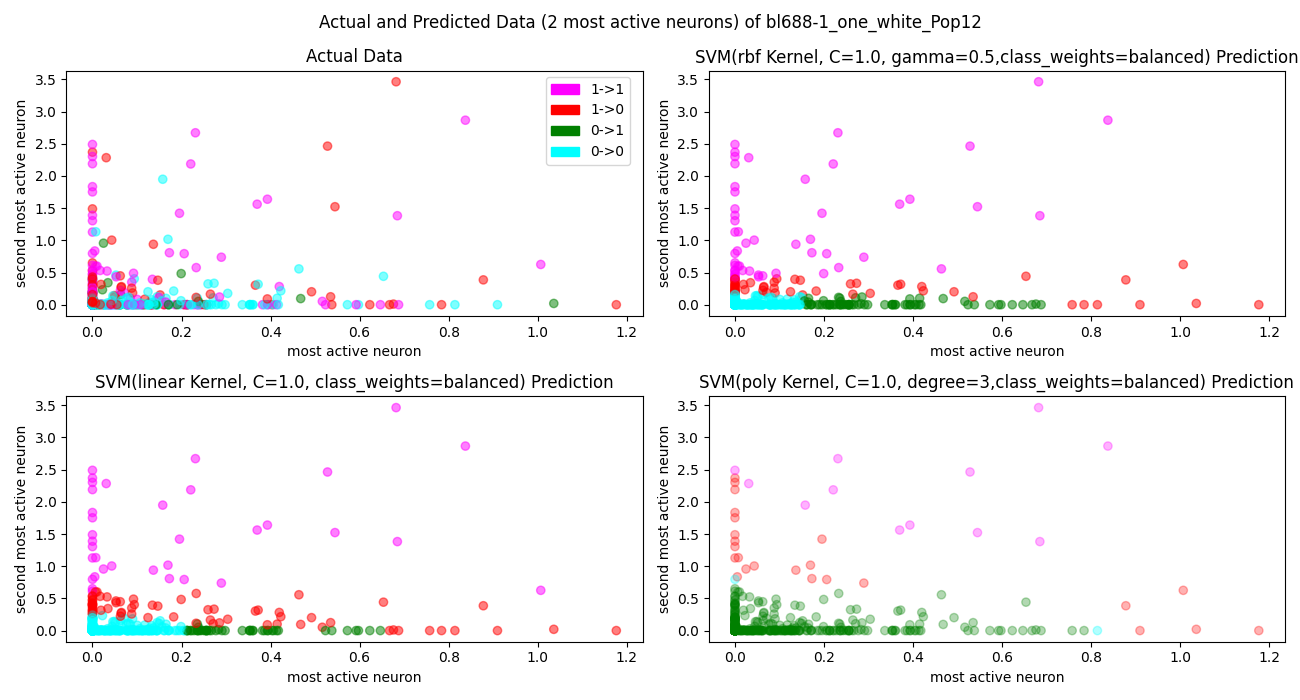 Actual and Predicted Data (2 most active neurons) of bl688-1_one_white_Pop12
Actual Data
3.5
3.0
2.5
2.0
1.5
1.0
0.5
0.0
second most active neuron
0.0 0.2 0.4 0.6 0.8 1.0 1.2
most active neuron
1->1
1->0
0->1
0->0
SVM(rbf Kernel, C=1.0, gamma=0.5,class_weights=balanced) Prediction
3.5
3.0
2.5
2.0
1.5
1.0
0.5
0.0
second most active neuron
0.0 0.2 0.4 0.6 0.8 1.0 1.2
most active neuron
SVM(linear Kernel, C=1.0, class_weights=balanced) Prediction
3.5
3.0
2.5
2.0
1.5
1.0
0.5
0.0
second most active neuron
0.0 0.2 0.4 0.6 0.8 1.0 1.2
most active neuron
SVM(poly Kernel, C=1.0, degree=3,class_weights=balanced) Prediction
3.5
3.0
2.5
2.0
1.5
1.0
0.5
0.0
second most active neuron
0.0 0.2 0.4 0.6 0.8 1.0 1.2
most active neuron